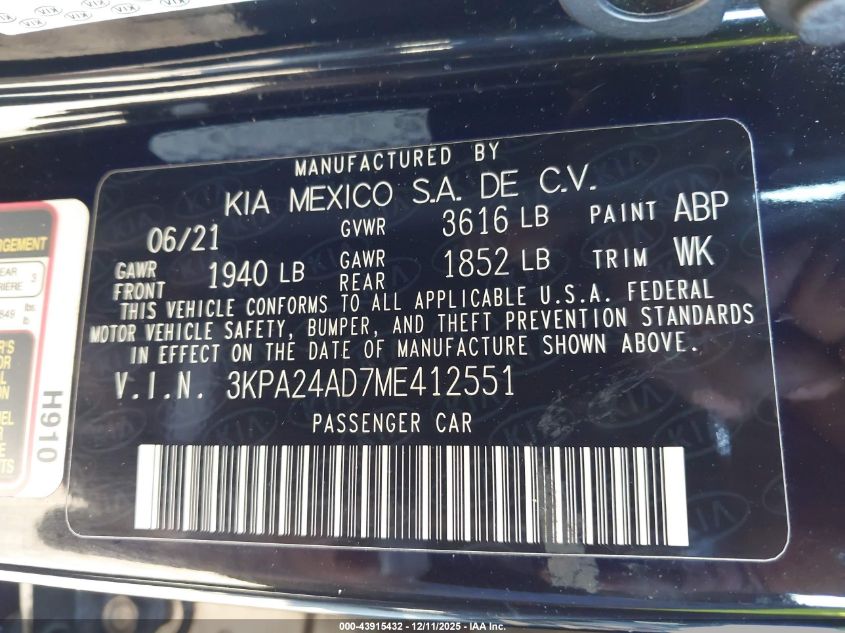 MANUFACTURED BY
KIA MEXICO S.A. DE C.V.
06/21 GVWR 3616 LB PAINT ABP
GAWR FRONT 1940 LB GAWR REAR 1852 LB TRIM WK
THIS VEHICLE CONFORMS TO ALL APPLICABLE U.S.A. FEDERAL
MOTOR VEHICLE SAFETY, BUMPER, AND THEFT PREVENTION STANDARDS
IN EFFECT ON THE DATE OF MANUFACTURE SHOWN ABOVE.
V.I.N. 3KPA24AD7ME412551
PASSENGER CAR
H910
000-43915432 - 12/11/2025 - IAA Inc.